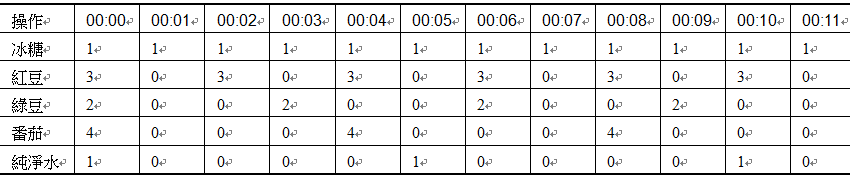 操作 00:00 00:01 00:02 00:03 00:04 00:05 00:06 00:07 00:08 00:09 00:10 00:11
冰糖 1 1 1 1 1 1 1 1 1 1 1 1
紅豆 3 0 3 0 3 0 3 0 3 0 3 0
綠豆 2 0 0 2 0 0 2 0 0 2 0 0
番茄 4 0 0 0 4 0 0 0 4 0 0 0
純淨水 1 0 0 0 0 1 0 0 0 0 1 0